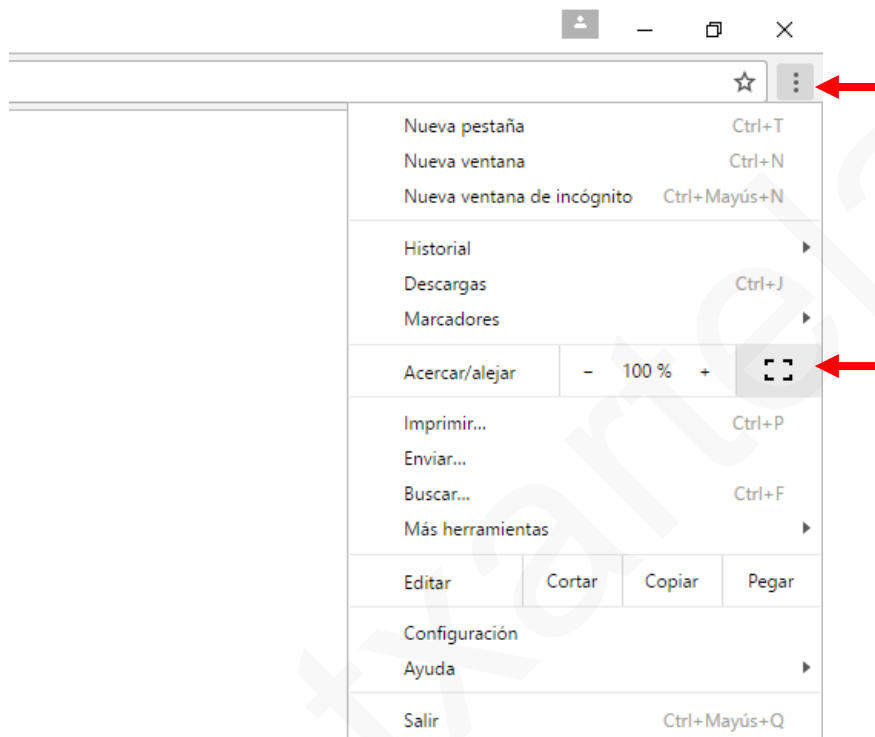 Nueva pestaña Ctrl+T
Nueva ventana Ctrl+N
Nueva ventana de incógnito Ctrl+Mayús+N
Historial
Descargas Ctrl+J
Marcadores
Acercar/alejar − 100 % +
Imprimir... Ctrl+P
Enviar...
Buscar... Ctrl+F
Más herramientas
Editar Cortar Copiar Pegar
Configuración
Ayuda
Salir Ctrl+Mayús+Q
txartela